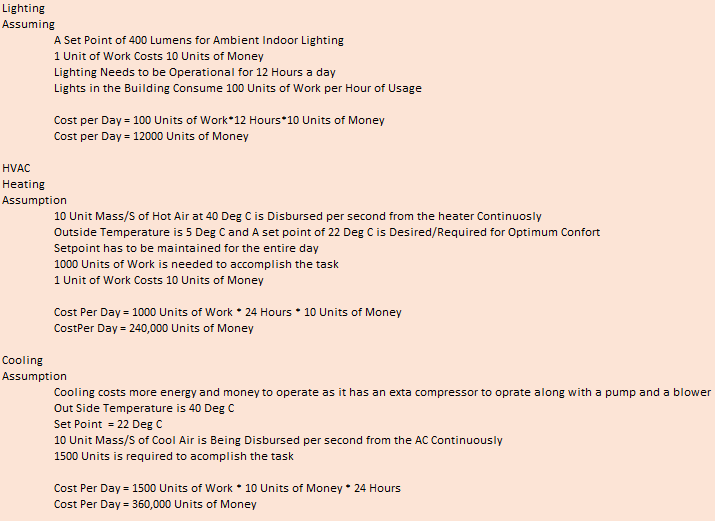 Lighting
Assuming
A Set Point of 400 Lumens for Ambient Indoor Lighting
1 Unit of Work Costs 10 Units of Money
Lighting Needs to be Operational for 12 Hours a day
Lights in the Building Consume 100 Units of Work per Hour of Usage
Cost per Day = 100 Units of Work*12 Hours*10 Units of Money
Cost per Day = 12000 Units of Money
HVAC
Heating
Assumption
10 Unit Mass/S of Hot Air at 40 Deg C is Disbursed per second from the heater Continuosly
Outside Temperature is 5 Deg C and A set point of 22 Deg C is Desired/Required for Optimum Confort
Setpoint has to be maintained for the entire day
1000 Units of Work is needed to accomplish the task
1 Unit of Work Costs 10 Units of Money
Cost Per Day = 1000 Units of Work * 24 Hours * 10 Units of Money
CostPer Day = 240,000 Units of Money
Cooling
Assumption
Cooling costs more energy and money to operate as it has an exta compressor to oprate along with a pump and a blower
Out Side Temperature is 40 Deg C
Set Point  = 22 Deg C
10 Unit Mass/S of Cool Air is Being Disbursed per second from the AC Continuously
1500 Units is required to acomplish the task
Cost Per Day = 1500 Units of Work * 10 Units of Money * 24 Hours
Cost Per Day = 360,000 Units of Money